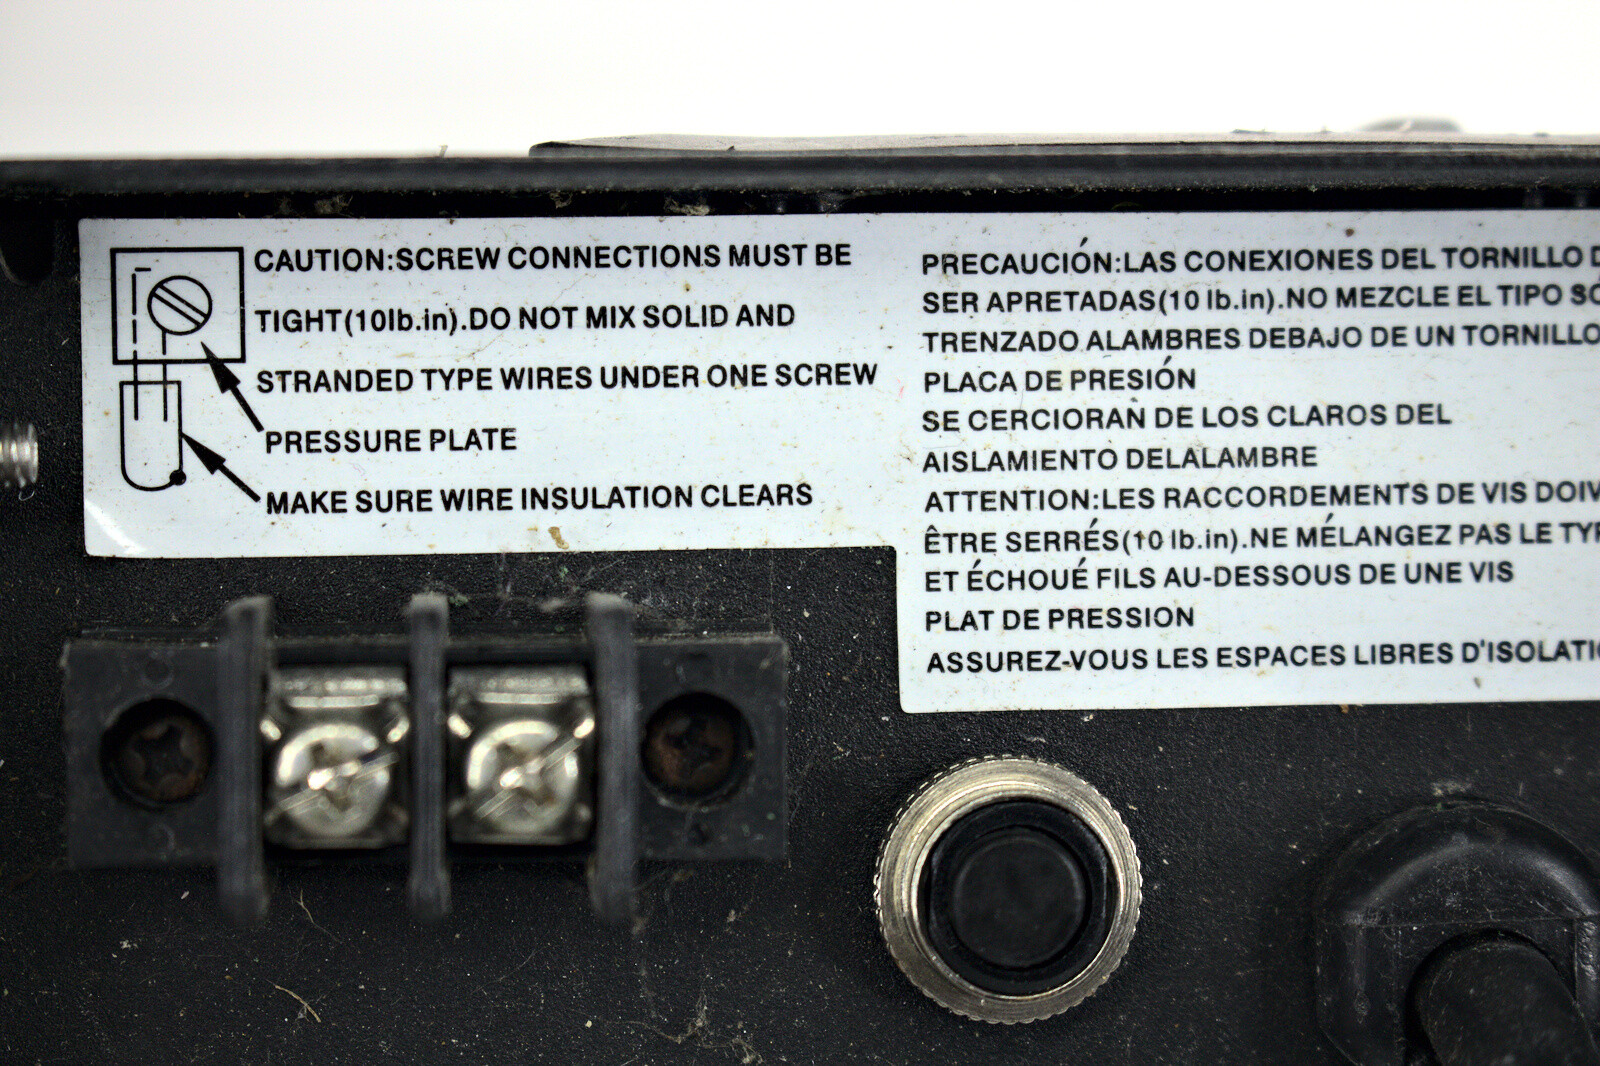 CAUTION:SCREW CONNECTIONS MUST BE
TIGHT(10lb.in).DO NOT MIX SOLID AND
STRANDED TYPE WIRES UNDER ONE SCREW
PRESSURE PLATE
MAKE SURE WIRE INSULATION CLEARS
PRECAUCIÓN:LAS CONEXIONES DEL TORNILLO
SER APRETADAS(10 lb.in).NO MEZCLE EL TIPO
TRENZADO ALAMBRES DEBAJO DE UN TORNILLO
PLACA DE PRESIÓN
SE CERCIORAN DE LOS CLAROS DEL
AISLAMIENTO DELALAMBRE
ATTENTION:LES RACCORDEMENTS DE VIS
ÊTRE SERRÉS(10 lb.in).NE MÉLANGEZ PAS LE
ET ÉCHOUÉ FILS AU-DESSOUS DE UNE VIS
PLAT DE PRESSION
ASSUREZ-VOUS LES ESPACES LIBRES